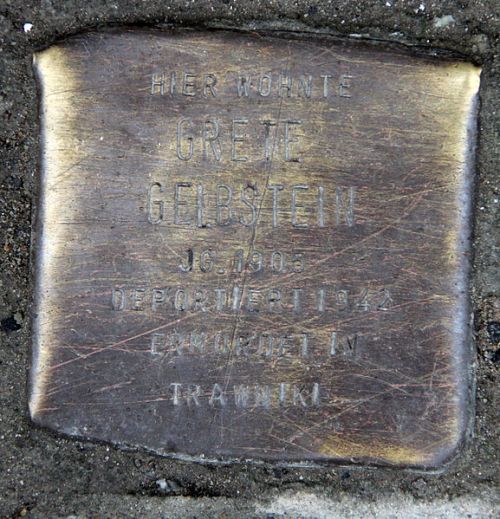 HIER WOHNTE
GRETE
GELBSTEIN
JG. 1905
DEPORTIERT 1942
ERMORDET IN
TRAWNIKI